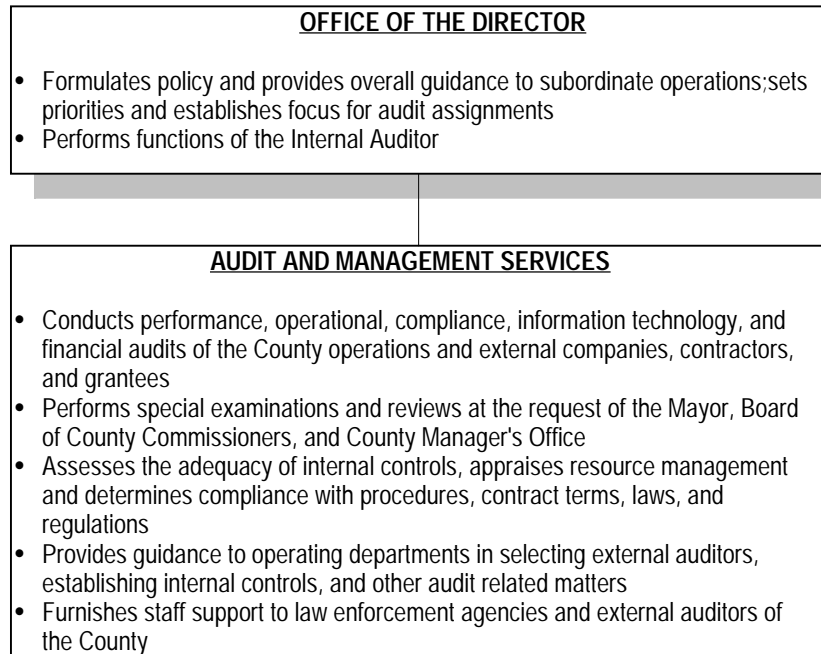 OFFICE OF THE DIRECTOR
• Formulates policy and provides overall guidance to subordinate operations;sets
priorities and establishes focus for audit assignments
• Performs functions of the Internal Auditor
AUDIT AND MANAGEMENT SERVICES
• Conducts performance, operational, compliance, information technology, and
financial audits of the County operations and external companies, contractors,
and grantees
• Performs special examinations and reviews at the request of the Mayor, Board
of County Commissioners, and County Manager's Office
• Assesses the adequacy of internal controls, appraises resource management
and determines compliance with procedures, contract terms, laws, and
regulations
• Provides guidance to operating departments in selecting external auditors,
establishing internal controls, and other audit related matters
• Furnishes staff support to law enforcement agencies and external auditors of
the County